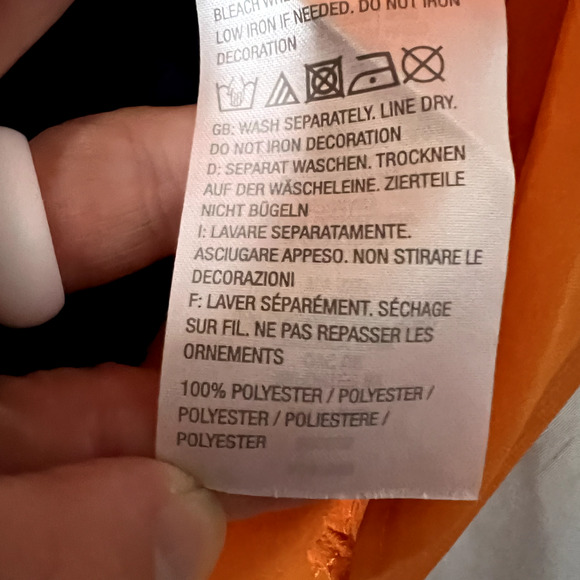 BLEACH
LOW IRON IF NEEDED. DO NOT IRON
DECORATION
GB: WASH SEPARATELY. LINE DRY.
DO NOT IRON DECORATION
D: SEPARAT WASCHEN. TROCKNEN
AUF DER WÄSCHELEINE. ZIERTEILE
NICHT BÜGELN
I: LAVARE SEPARATAMENTE.
ASCIUGARE APPESO. NON STIRARE LE
DECORAZIONI
F: LAVER SÉPARÉMENT. SÉCHAGE
SUR FIL. NE PAS REPASSER LES
ORNEMENTS
100% POLYESTER / POLYESTER /
POLYESTER / POLIESTERE /
POLYESTER